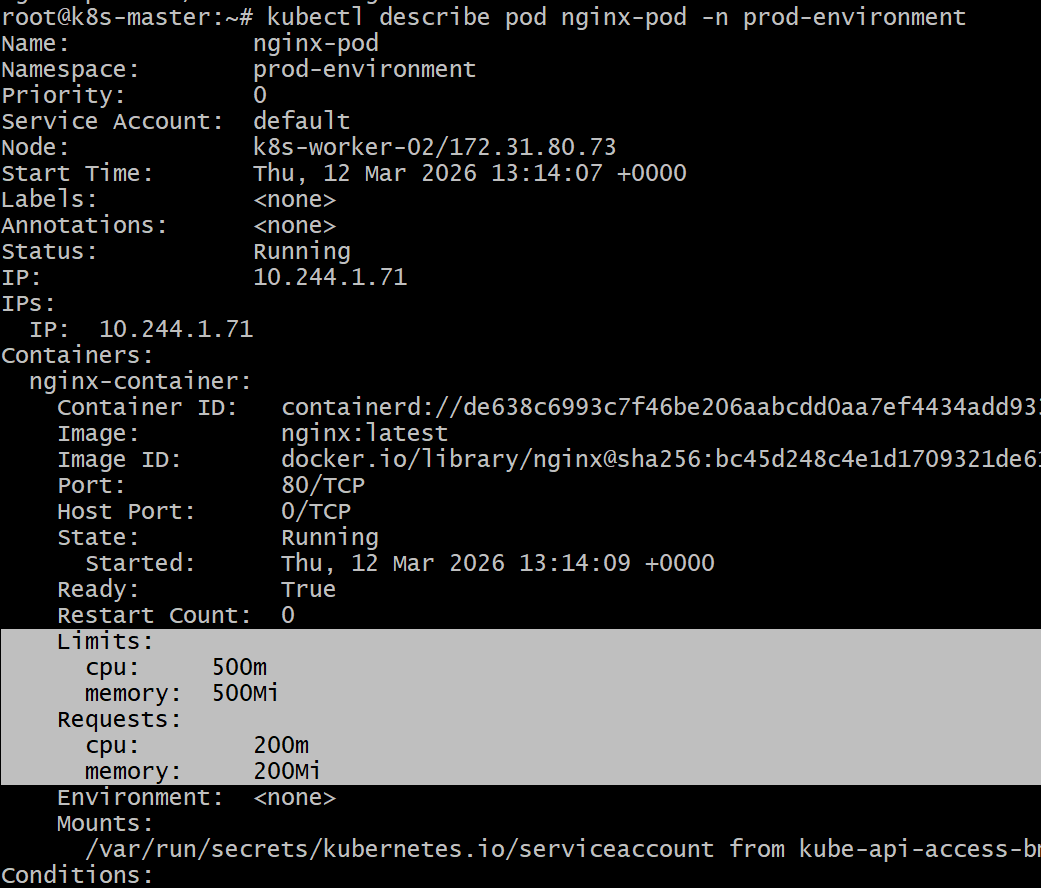 root@k8s-master:~# kubectl describe pod nginx-pod -n prod-environment
Name:             nginx-pod
Namespace:        prod-environment
Priority:         0
Service Account:  default
Node:             k8s-worker-02/172.31.80.73
Start Time:       Thu, 12 Mar 2026 13:14:07 +0000
Labels:           <none>
Annotations:      <none>
Status:           Running
IP:               10.244.1.71
IPs:
  IP:  10.244.1.71
Containers:
  nginx-container:
    Container ID:   containerd://de638c6993c7f46be206aabcdd0aa7ef4434add93
    Image:          nginx:latest
    Image ID:       docker.io/library/nginx@sha256:bc45d248c4e1d1709321de6
    Port:           80/TCP
    Host Port:      0/TCP
    State:          Running
      Started:      Thu, 12 Mar 2026 13:14:09 +0000
    Ready:          True
    Restart Count:  0
    Limits:
      cpu:     500m
      memory:  500Mi
    Requests:
      cpu:        200m
      memory:     200Mi
    Environment:  <none>
    Mounts:
      /var/run/secrets/kubernetes.io/serviceaccount from kube-api-access-b
Conditions: